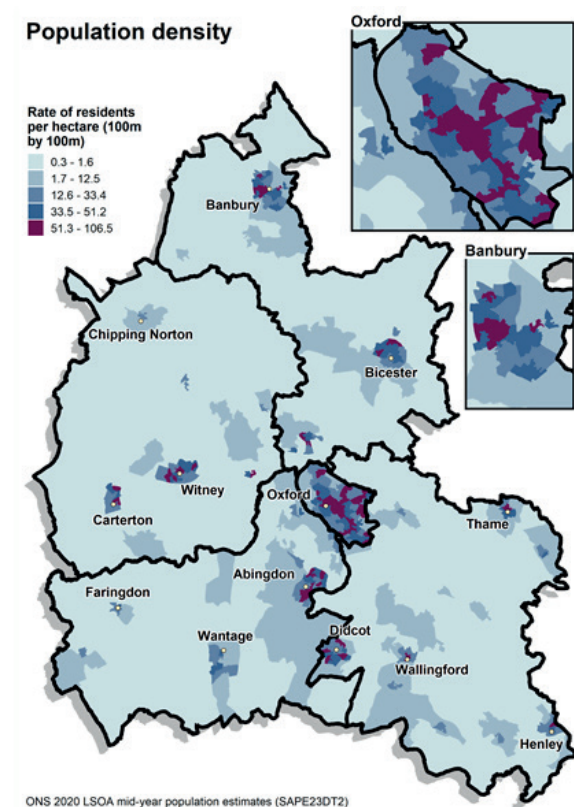 Population density
Oxford
Rate of residents
per hectare (100m
by 100m)
0.3 - 1.6
1.7 - 12.5
12.6 - 33.4
33.5 - 51.2
51.3 - 106.5
Banbury
Banbury
Chipping Norton
Bicester
Witney
Carterton
Oxford
Thame
Abingdon
Faringdon
Wantage
Didcot
Wallingford
Henley
ONS 2020 LSOA mid-year population estimates (SAPE23DT2)